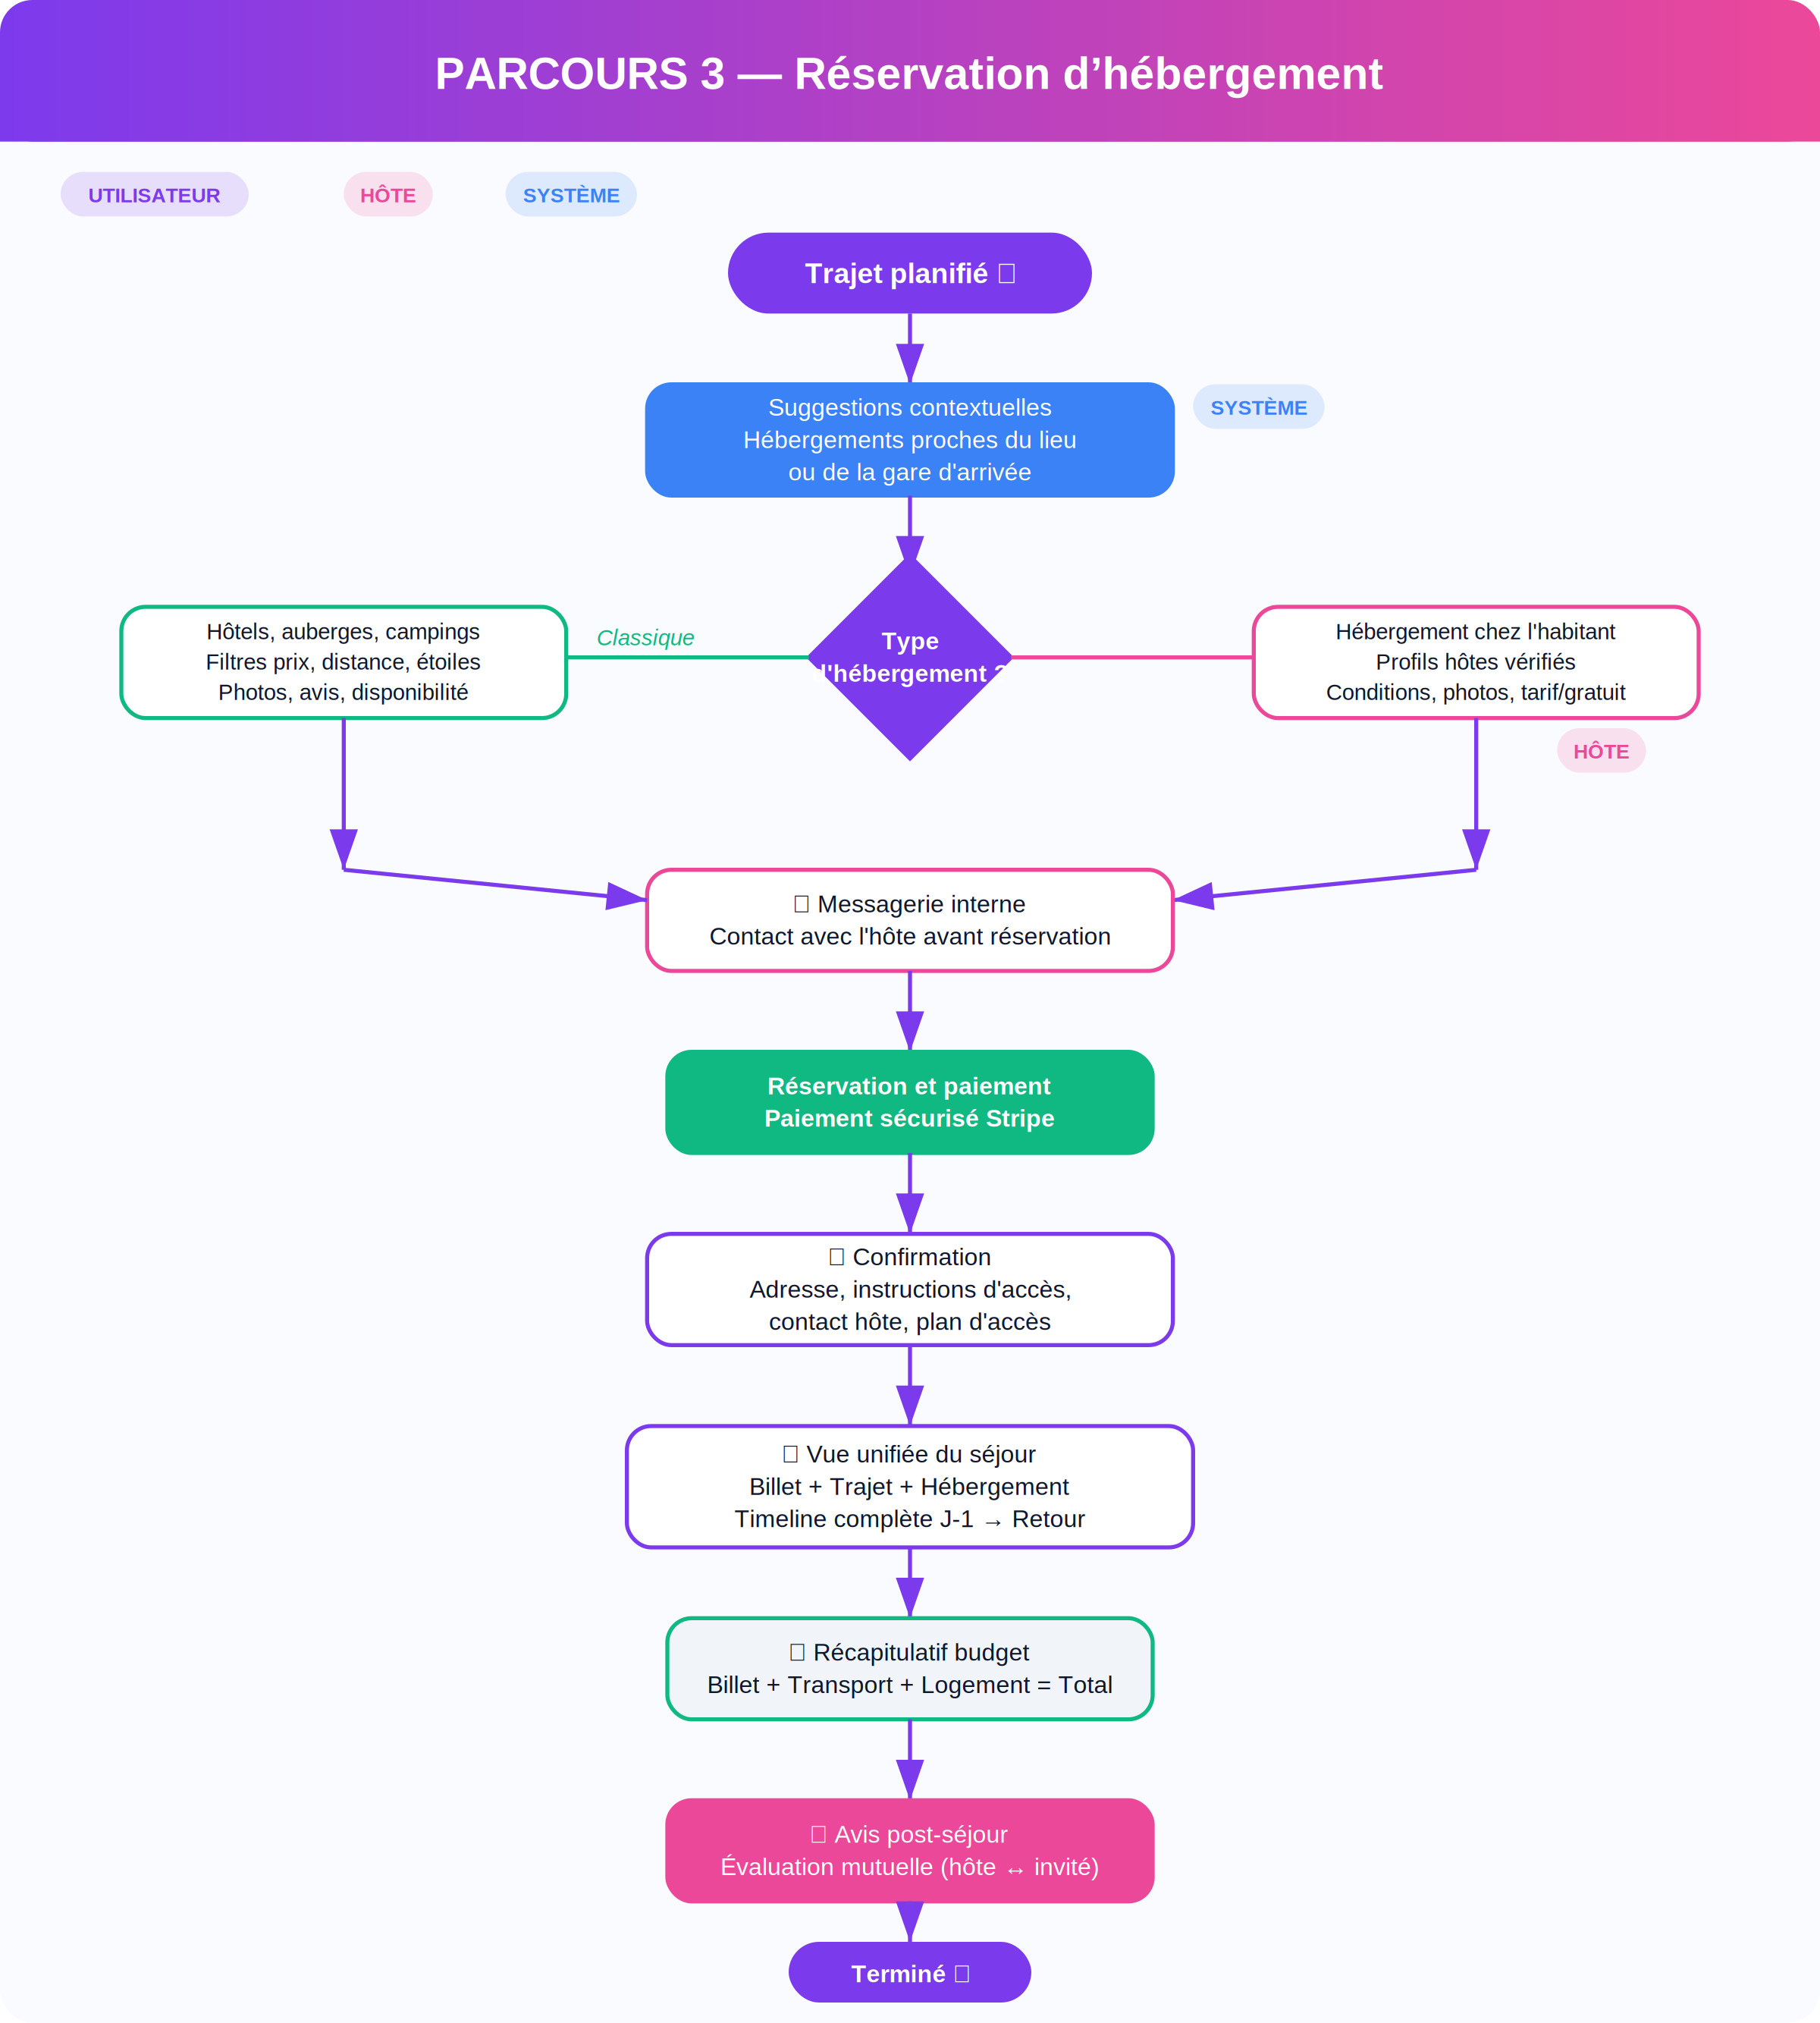 PARCOURS 3 — Réservation d’hébergement
UTILISATEUR
HÔTE
SYSTÈME
Trajet planifié
Suggestions contextuelles
Hébergements proches du lieu
ou de la gare d'arrivée
SYSTÈME
Type
d'hébergement ?
Classique
Hôtels, auberges, campings
Filtres prix, distance, étoiles
Photos, avis, disponibilité
Hébergement chez l'habitant
Profils hôtes vérifiés
Conditions, photos, tarif/gratuit
HÔTE
Messagerie interne
Contact avec l'hôte avant réservation
Réservation et paiement
Paiement sécurisé Stripe
Confirmation
Adresse, instructions d'accès,
contact hôte, plan d'accès
Vue unifiée du séjour
Billet + Trajet + Hébergement
Timeline complète J-1 → Retour
Récapitulatif budget
Billet + Transport + Logement = Total
Avis post-séjour
Évaluation mutuelle (hôte ↔ invité)
Terminé